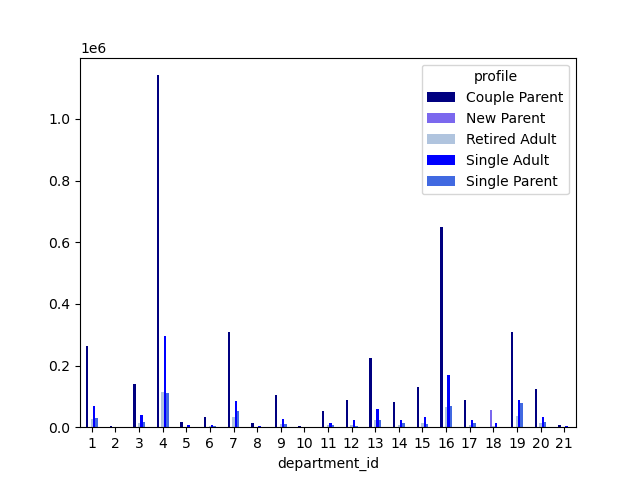 1e6
1.0
0.8
0.6
0.4
0.2
0.0
profile
Couple Parent
New Parent
Retired Adult
Single Adult
Single Parent
1 2 3 4 5 6 7 8 9 10 11 12 13 14 15 16 17 18 19 20 21
department_id